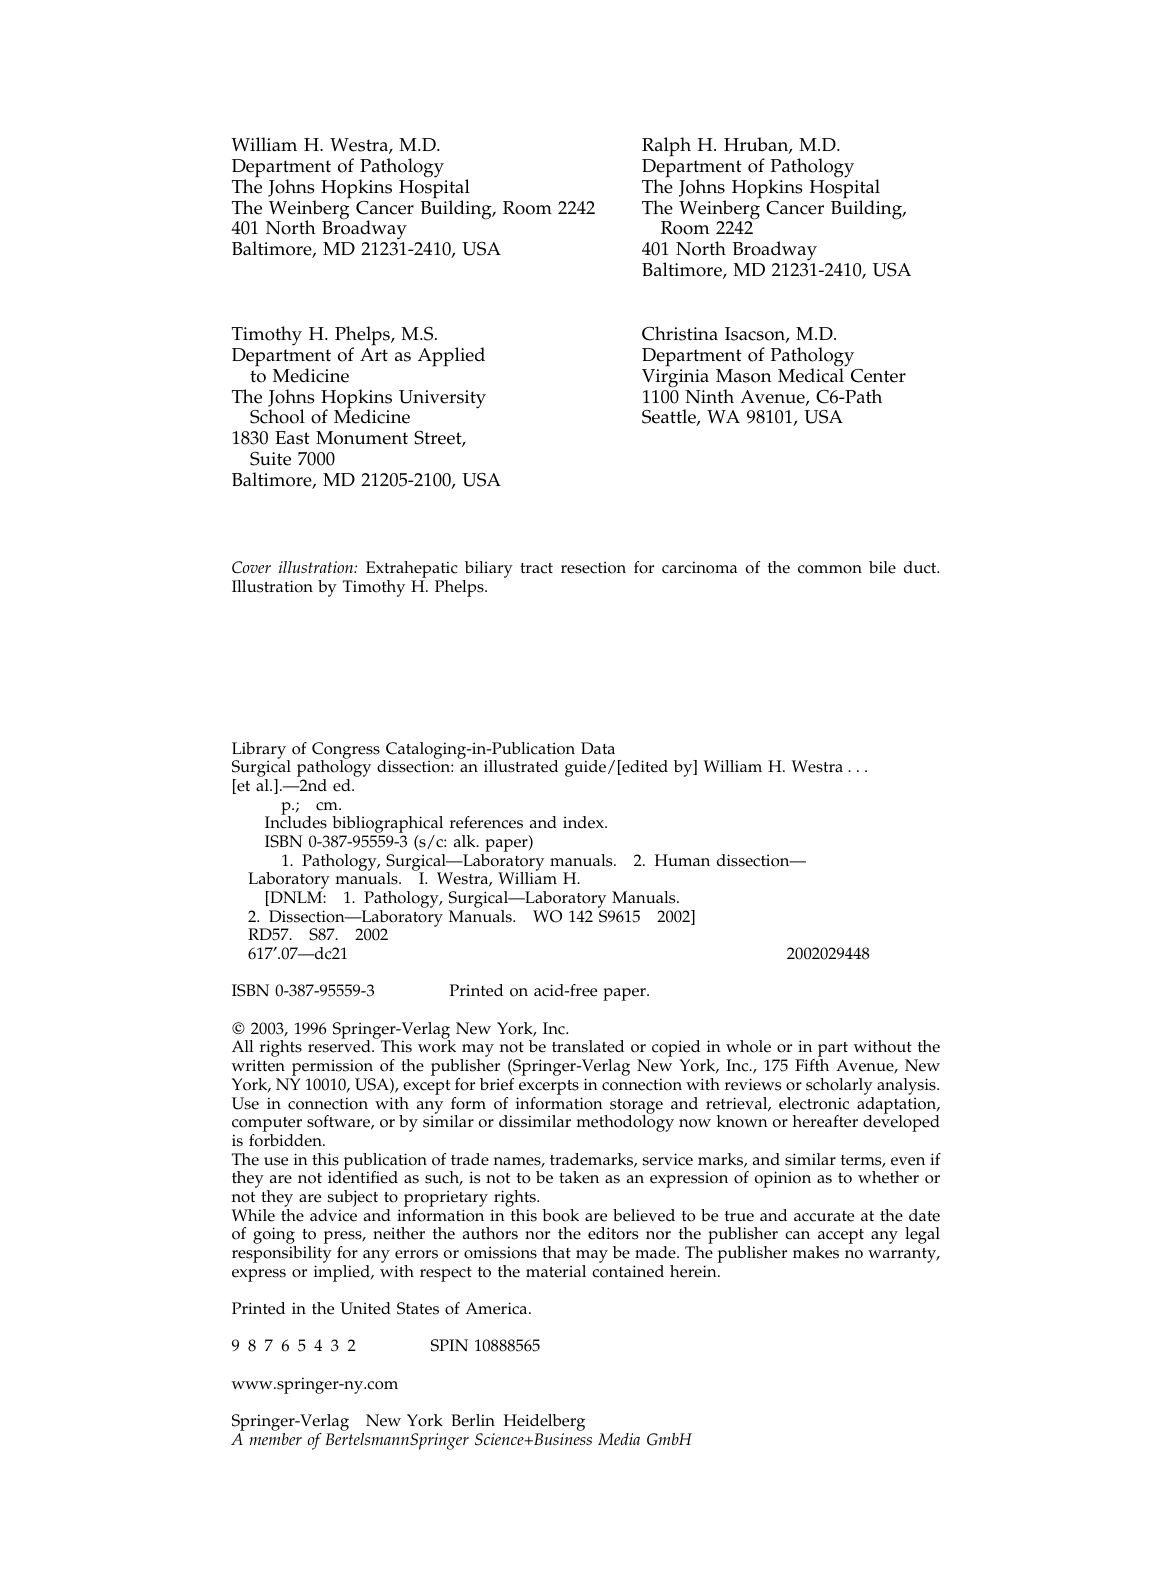 William H. Westra, M.D.
Department of Pathology
The Johns Hopkins Hospital
The Weinberg Cancer Building, Room 2242
401 North Broadway
Baltimore, MD 21231-2410, USA
Ralph H. Hruban, M.D.
Department of Pathology
The Johns Hopkins Hospital
The Weinberg Cancer Building,
Room 2242
401 North Broadway
Baltimore, MD 21231-2410, USA
Timothy H. Phelps, M.S.
Department of Art as Applied
to Medicine
The Johns Hopkins University
School of Medicine
1830 East Monument Street,
Suite 7000
Baltimore, MD 21205-2100, USA
Christina Isacson, M.D.
Department of Pathology
Virginia Mason Medical Center
1100 Ninth Avenue, C6-Path
Seattle, WA 98101, USA
Cover illustration: Extrahepatic biliary tract resection for carcinoma of the common bile duct.
Illustration by Timothy H. Phelps.
Library of Congress Cataloging-in-Publication Data
Surgical pathology dissection: an illustrated guide/[edited by] William H. Westra . . .
[et al.].—2nd ed.
p.; cm.
Includes bibliographical references and index.
ISBN 0-387-95559-3 (s/c: alk. paper)
1. Pathology, Surgical—Laboratory manuals. 2. Human dissection—
Laboratory manuals. I. Westra, William H.
[DNLM: 1. Pathology, Surgical—Laboratory Manuals.
2. Dissection—Laboratory Manuals. WO 142 S9615 2002]
RD57. S87. 2002
617′.07—dc21 2002029448
ISBN 0-387-95559-3 Printed on acid-free paper.
© 2003, 1996 Springer-Verlag New York, Inc.
All rights reserved. This work may not be translated or copied in whole or in part without the
written permission of the publisher (Springer-Verlag New York, Inc., 175 Fifth Avenue, New
York, NY 10010, USA), except for brief excerpts in connection with reviews or scholarly analysis.
Use in connection with any form of information storage and retrieval, electronic adaptation,
computer software, or by similar or dissimilar methodology now known or hereafter developed
is forbidden.
The use in this publication of trade names, trademarks, service marks, and similar terms, even if
they are not identified as such, is not to be taken as an expression of opinion as to whether or
not they are subject to proprietary rights.
While the advice and information in this book are believed to be true and accurate at the date
of going to press, neither the authors nor the editors nor the publisher can accept any legal
responsibility for any errors or omissions that may be made. The publisher makes no warranty,
express or implied, with respect to the material contained herein.
Printed in the United States of America.
9 8 7 6 5 4 3 2 SPIN 10888565
www.springer-ny.com
Springer-Verlag New York Berlin Heidelberg
A member of BertelsmannSpringer Science+Business Media GmbH